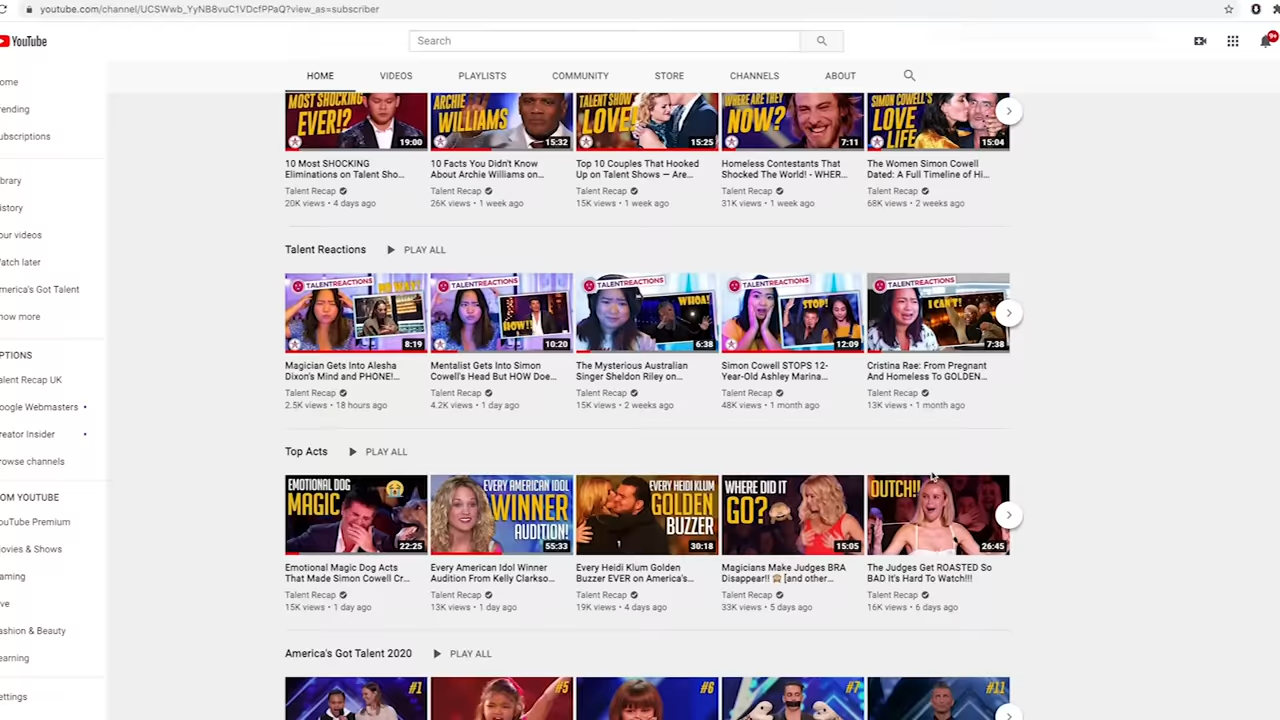 youtube.com/channel/UCSWwb_YyNB8vuC1VDcfPPaQ?view_as=subscriber
YouTube
Search
9+
HOME VIDEOS PLAYLISTS COMMUNITY STORE CHANNELS ABOUT
ome
rending
ubscriptions
brary
istory
our videos
atch later
merica's Got Talent
how more
PTIONS
alent Recap UK
oogle Webmasters
reator Insider
rowse channels
OM YOUTUBE
ouTube Premium
ovies & Shows
aming
ve
ashion & Beauty
earning
ettings
MOST SHOCKING
EVER!?
19:00
ARCHIE
WILLIAMS
15:32
TALENT SHOW
LOVE!
15:25
WHERE ARE THEY
NOW?
7:11
SIMON COWELL'S
LOVE
LIFE
15:04
10 Most SHOCKING
Eliminations on Talent Sho...
Talent Recap
20K views • 4 days ago
10 Facts You Didn't Know
About Archie Williams on...
Talent Recap
26K views • 1 week ago
Top 10 Couples That Hooked
Up on Talent Shows — Are...
Talent Recap
15K views • 1 week ago
Homeless Contestants That
Shocked The World! - WHER...
Talent Recap
31K views • 1 week ago
The Women Simon Cowell
Dated: A Full Timeline of Hi...
Talent Recap
68K views • 2 weeks ago
Talent Reactions PLAY ALL
TALENTREACTIONS
NO WAY!
8:19
TALENTREACTIONS
HOW!!
10:20
TALENTREACTIONS
WHOA!
6:38
TALENTREACTIONS
STOP!
12:09
TALENTREACTIONS
I CAN'T!
7:38
Magician Gets Into Alesha
Dixon's Mind and PHONE!...
Talent Recap
2.5K views • 18 hours ago
Mentalist Gets Into Simon
Cowell's Head But HOW Doe...
Talent Recap
4.2K views • 1 day ago
The Mysterious Australian
Singer Sheldon Riley on...
Talent Recap
15K views • 2 weeks ago
Simon Cowell STOPS 12-
Year-Old Ashley Marina...
Talent Recap
48K views • 1 month ago
Cristina Rae: From Pregnant
And Homeless To GOLDEN...
Talent Recap
13K views • 1 month ago
Top Acts PLAY ALL
EMOTIONAL DOG
MAGIC
22:25
EVERY AMERICAN IDOL
WINNER
AUDITION!
55:33
EVERY HEIDI KLUM
GOLDEN
BUZZER
30:18
WHERE DID IT
GO?
15:05
OUTCH!!
26:45
Emotional Magic Dog Acts
That Made Simon Cowell Cr...
Talent Recap
15K views • 1 day ago
Every American Idol Winner
Audition From Kelly Clarkso...
Talent Recap
13K views • 1 day ago
Every Heidi Klum Golden
Buzzer EVER on America's...
Talent Recap
19K views • 4 days ago
Magicians Make Judges BRA
Disappear!! 🙈 [and other...
Talent Recap
33K views • 5 days ago
The Judges Get ROASTED So
BAD It's Hard To Watch!!!
Talent Recap
16K views • 6 days ago
America's Got Talent 2020 PLAY ALL
#1
#5
#6
#7
#11